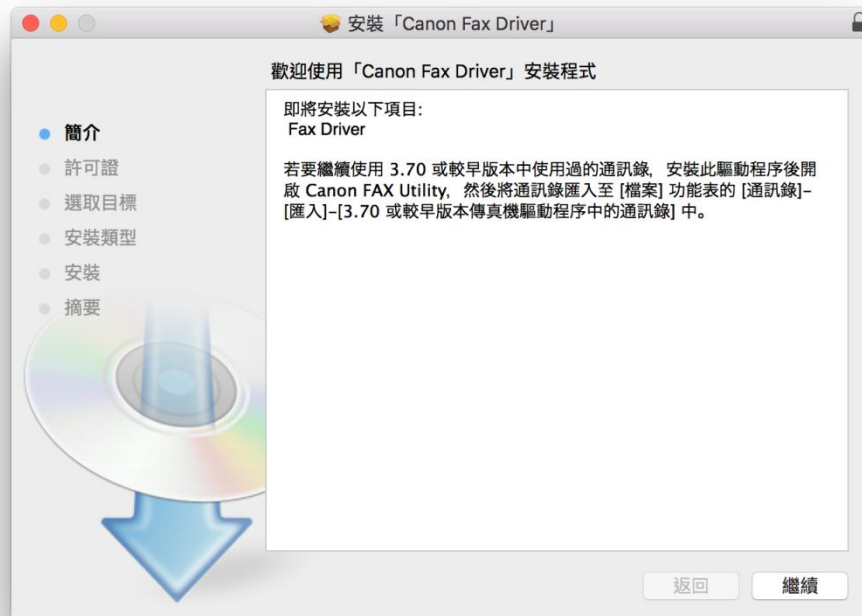 安裝「Canon Fax Driver」
歡迎使用「Canon Fax Driver」安裝程式
簡介
許可證
選取目標
安裝類型
安裝
摘要
即將安裝以下項目:
Fax Driver
若要繼續使用 3.70 或較早版本中使用過的通訊錄，安裝此驅動程序後開
啟 Canon FAX Utility，然後將通訊錄匯入至 [檔案] 功能表的 [通訊錄]-
[匯入]-[3.70 或較早版本傳真機驅動程序中的通訊錄] 中。
返回
繼續